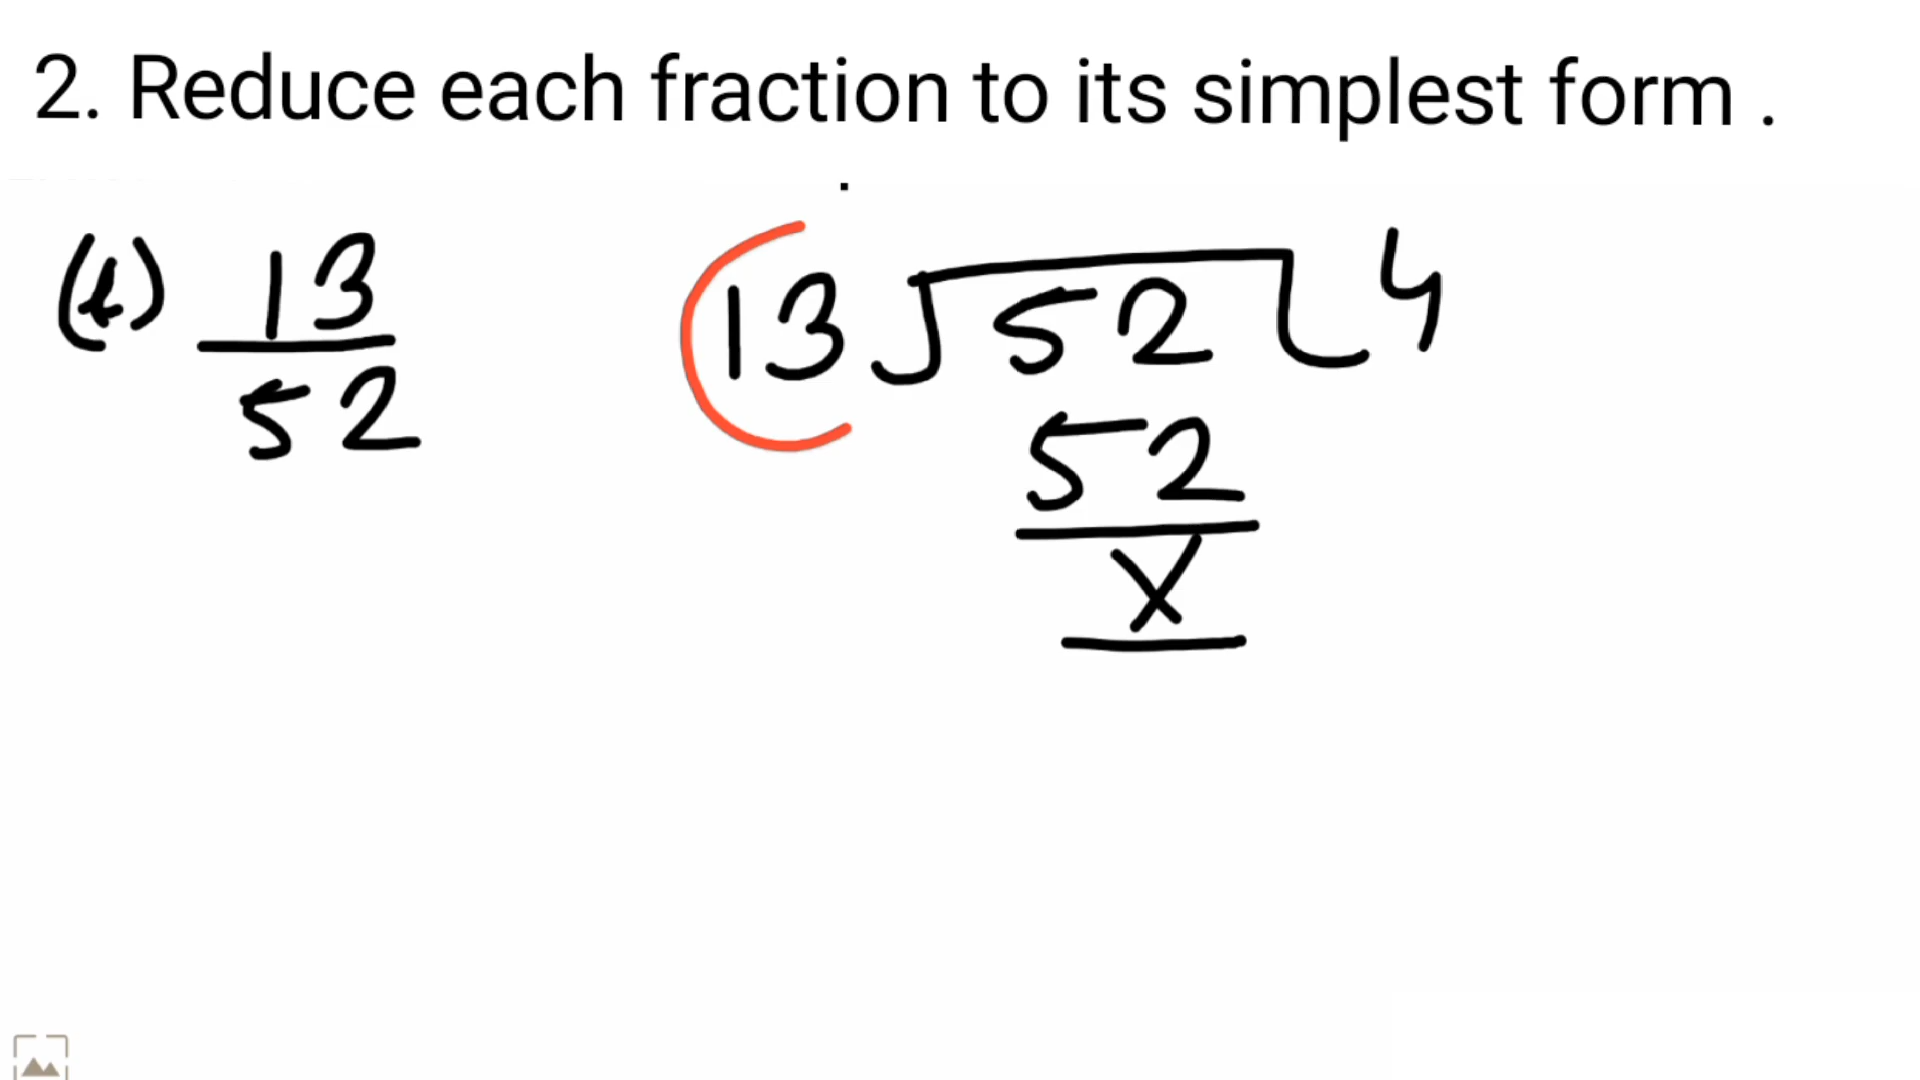 2. Reduce each fraction to its simplest form .
13
52
13 52 4
52
x